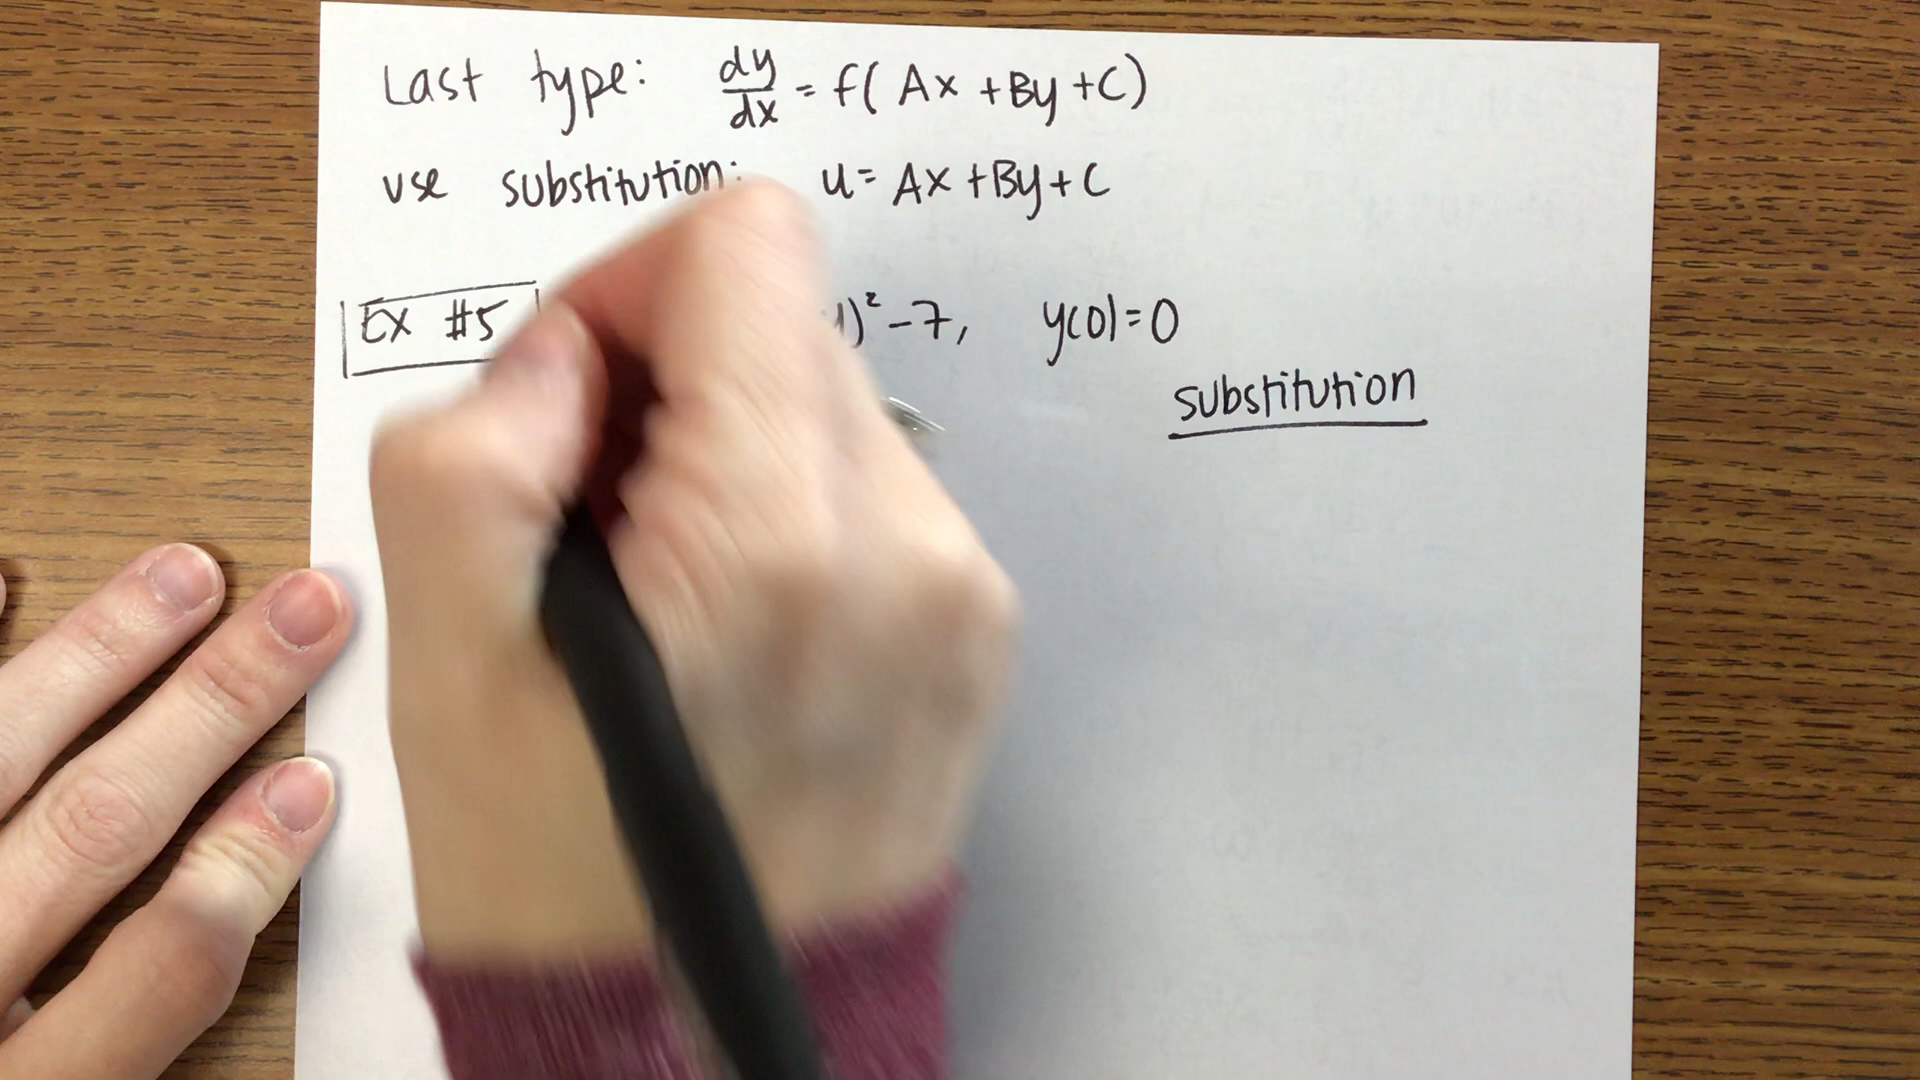 Last type: dy/dx = f( Ax + By + C)
use substitution: u = Ax + By + C
Ex #5 )² - 7, y(0) = 0
substitution